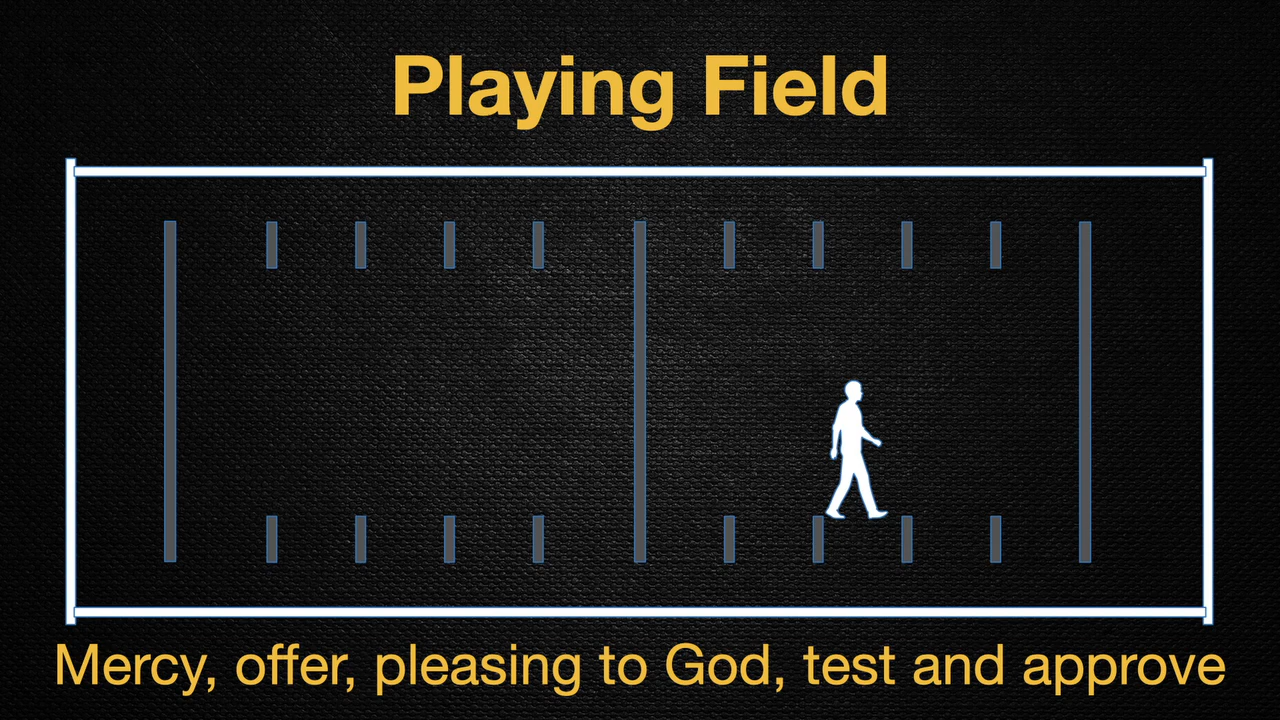 Playing Field
Mercy, offer, pleasing to God, test and approve